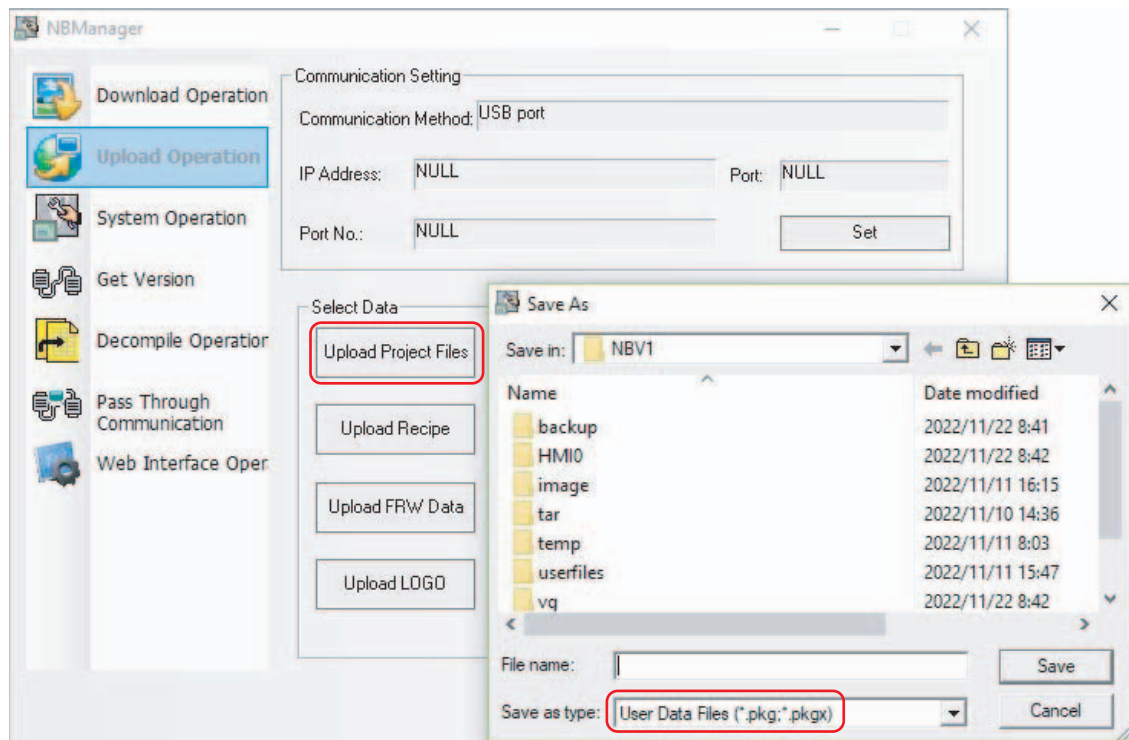 NBManager
Download Operation
Upload Operation
System Operation
Get Version
Decompile Operation
Pass Through
Communication
Web Interface Oper
Communication Setting
Communication Method: USB port
IP Address: NULL Port: NULL
Port No.: NULL Set
Select Data
Upload Project Files
Upload Recipe
Upload FRW Data
Upload LOGO
Save As
Save in: NBV1
Name Date modified
backup 2022/11/22 8:41
HMI0 2022/11/22 8:42
image 2022/11/11 16:15
tar 2022/11/10 14:36
temp 2022/11/11 8:03
userfiles 2022/11/11 15:47
vg 2022/11/22 8:42
File name: Save
Save as type: User Data Files (*.pkg;*.pkgx) Cancel